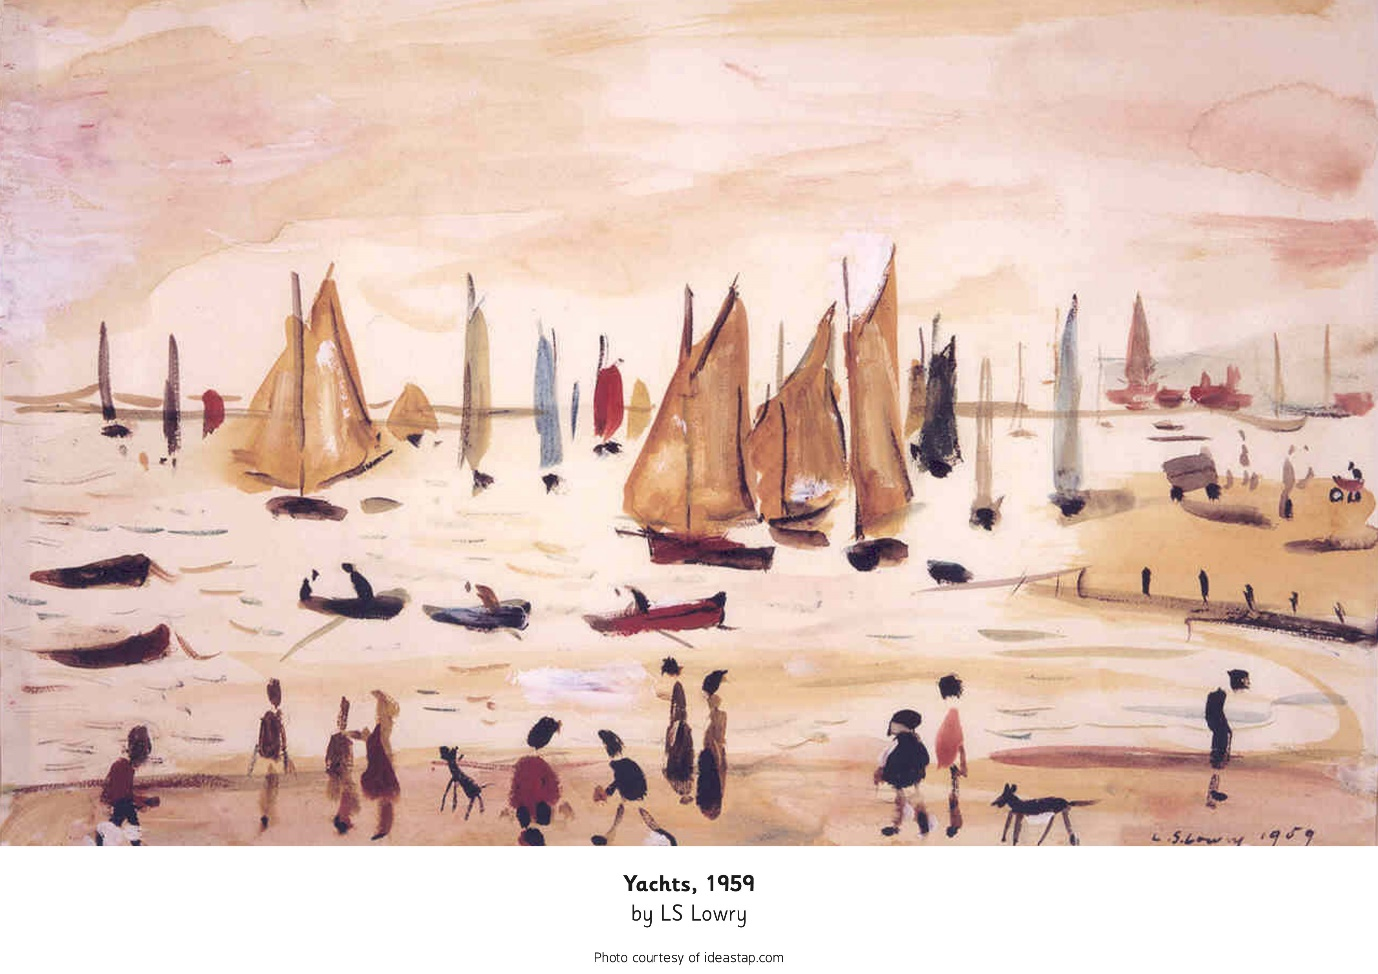 L.S.Lowry 1959
Yachts, 1959
by LS Lowry
Photo courtesy of ideastap.com